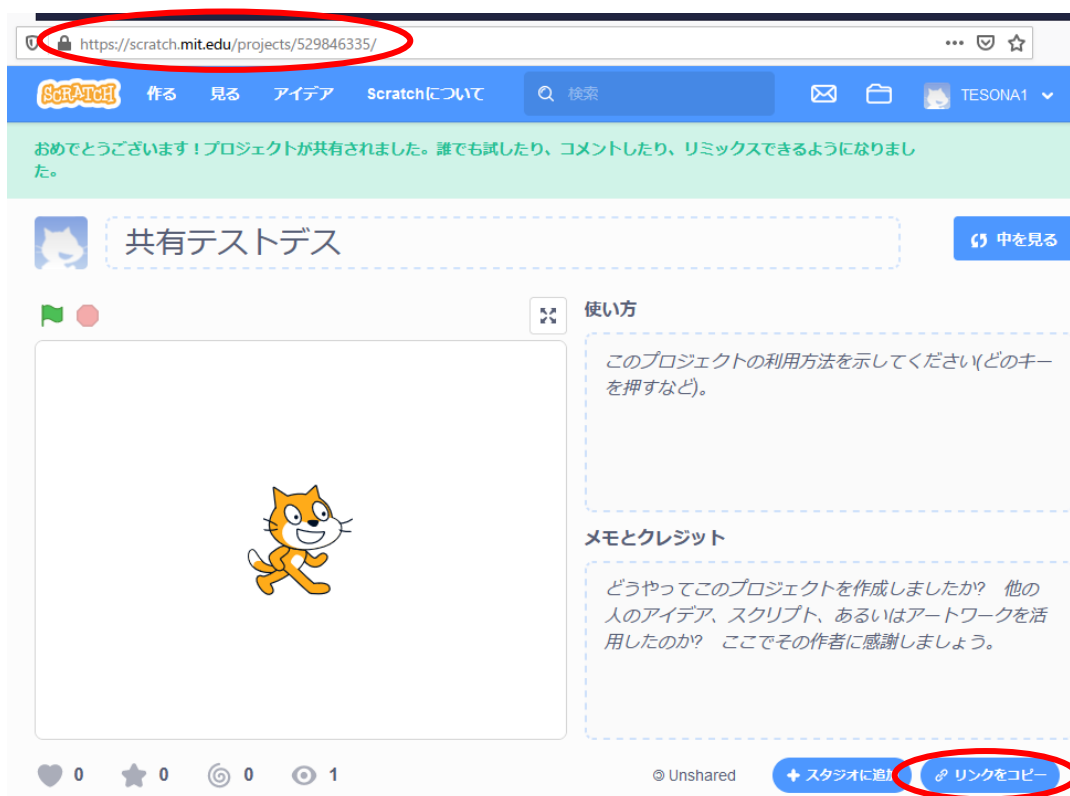 https://scratch.mit.edu/projects/529846335/
SCRATCH 作る 見る アイデア Scratchについて 検索 TESONA1
おめでとうございます！プロジェクトが共有されました。誰でも試したり、コメントしたり、リミックスできるようになりまし
た。
共有テストデス
中を見る
使い方
このプロジェクトの利用方法を示してください(どのキー
を押すなど)。
メモとクレジット
どうやってこのプロジェクトを作成しましたか?　他の
人のアイデア、スクリプト、あるいはアートワークを活
用したのか?　ここでその作者に感謝しましょう。
0 0 0 1 Unshared スタジオに追加 リンクをコピー